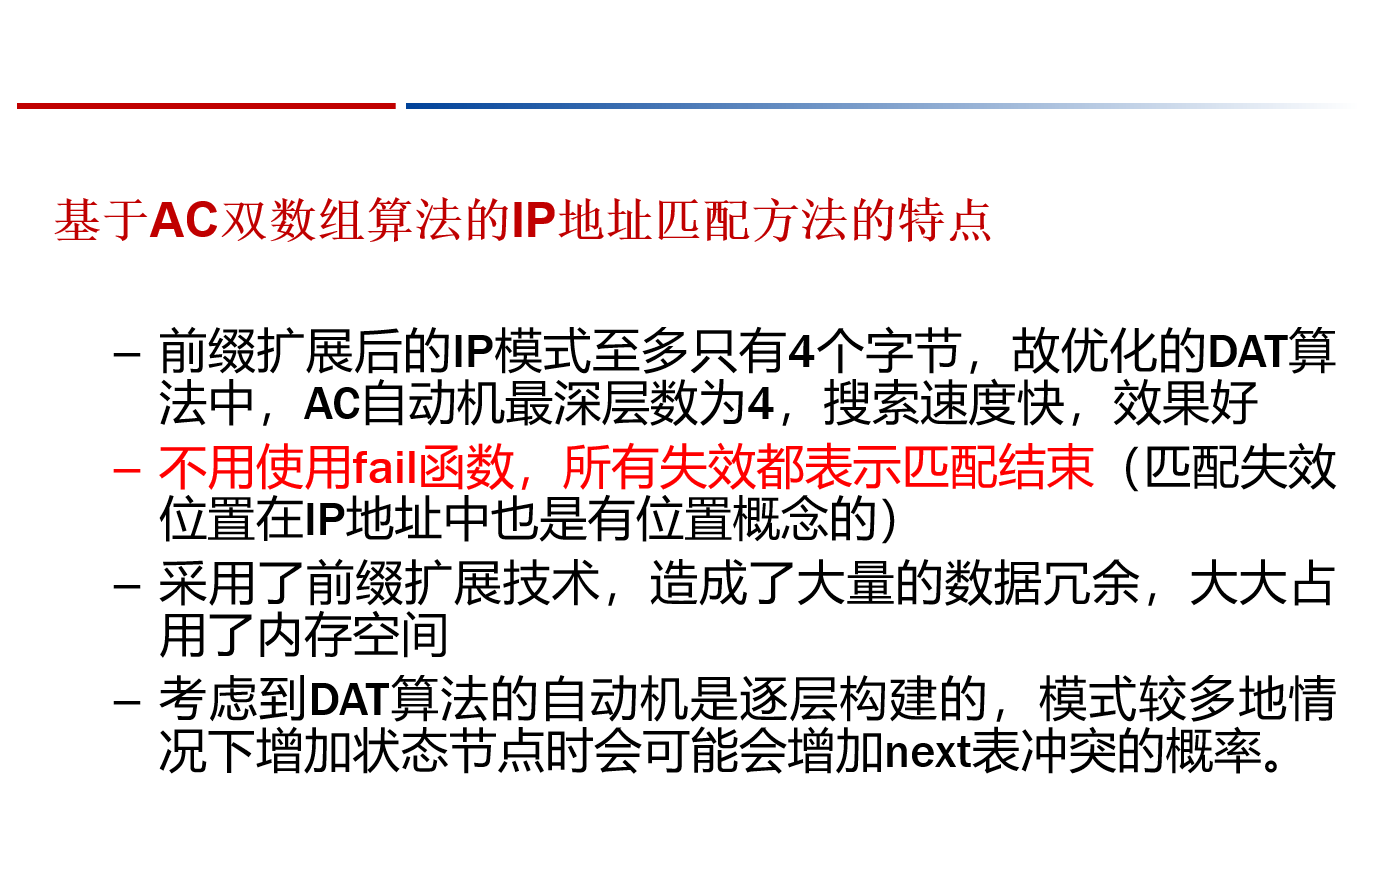 基于AC双数组算法的IP地址匹配方法的特点
– 前缀扩展后的IP模式至多只有4个字节，故优化的DAT算
法中，AC自动机最深层数为4，搜索速度快，效果好
– 不用使用fail函数，所有失效都表示匹配结束（匹配失效
位置在IP地址中也是有位置概念的）
– 采用了前缀扩展技术，造成了大量的数据冗余，大大占
用了内存空间
– 考虑到DAT算法的自动机是逐层构建的，模式较多地情
况下增加状态节点时会可能会增加next表冲突的概率。